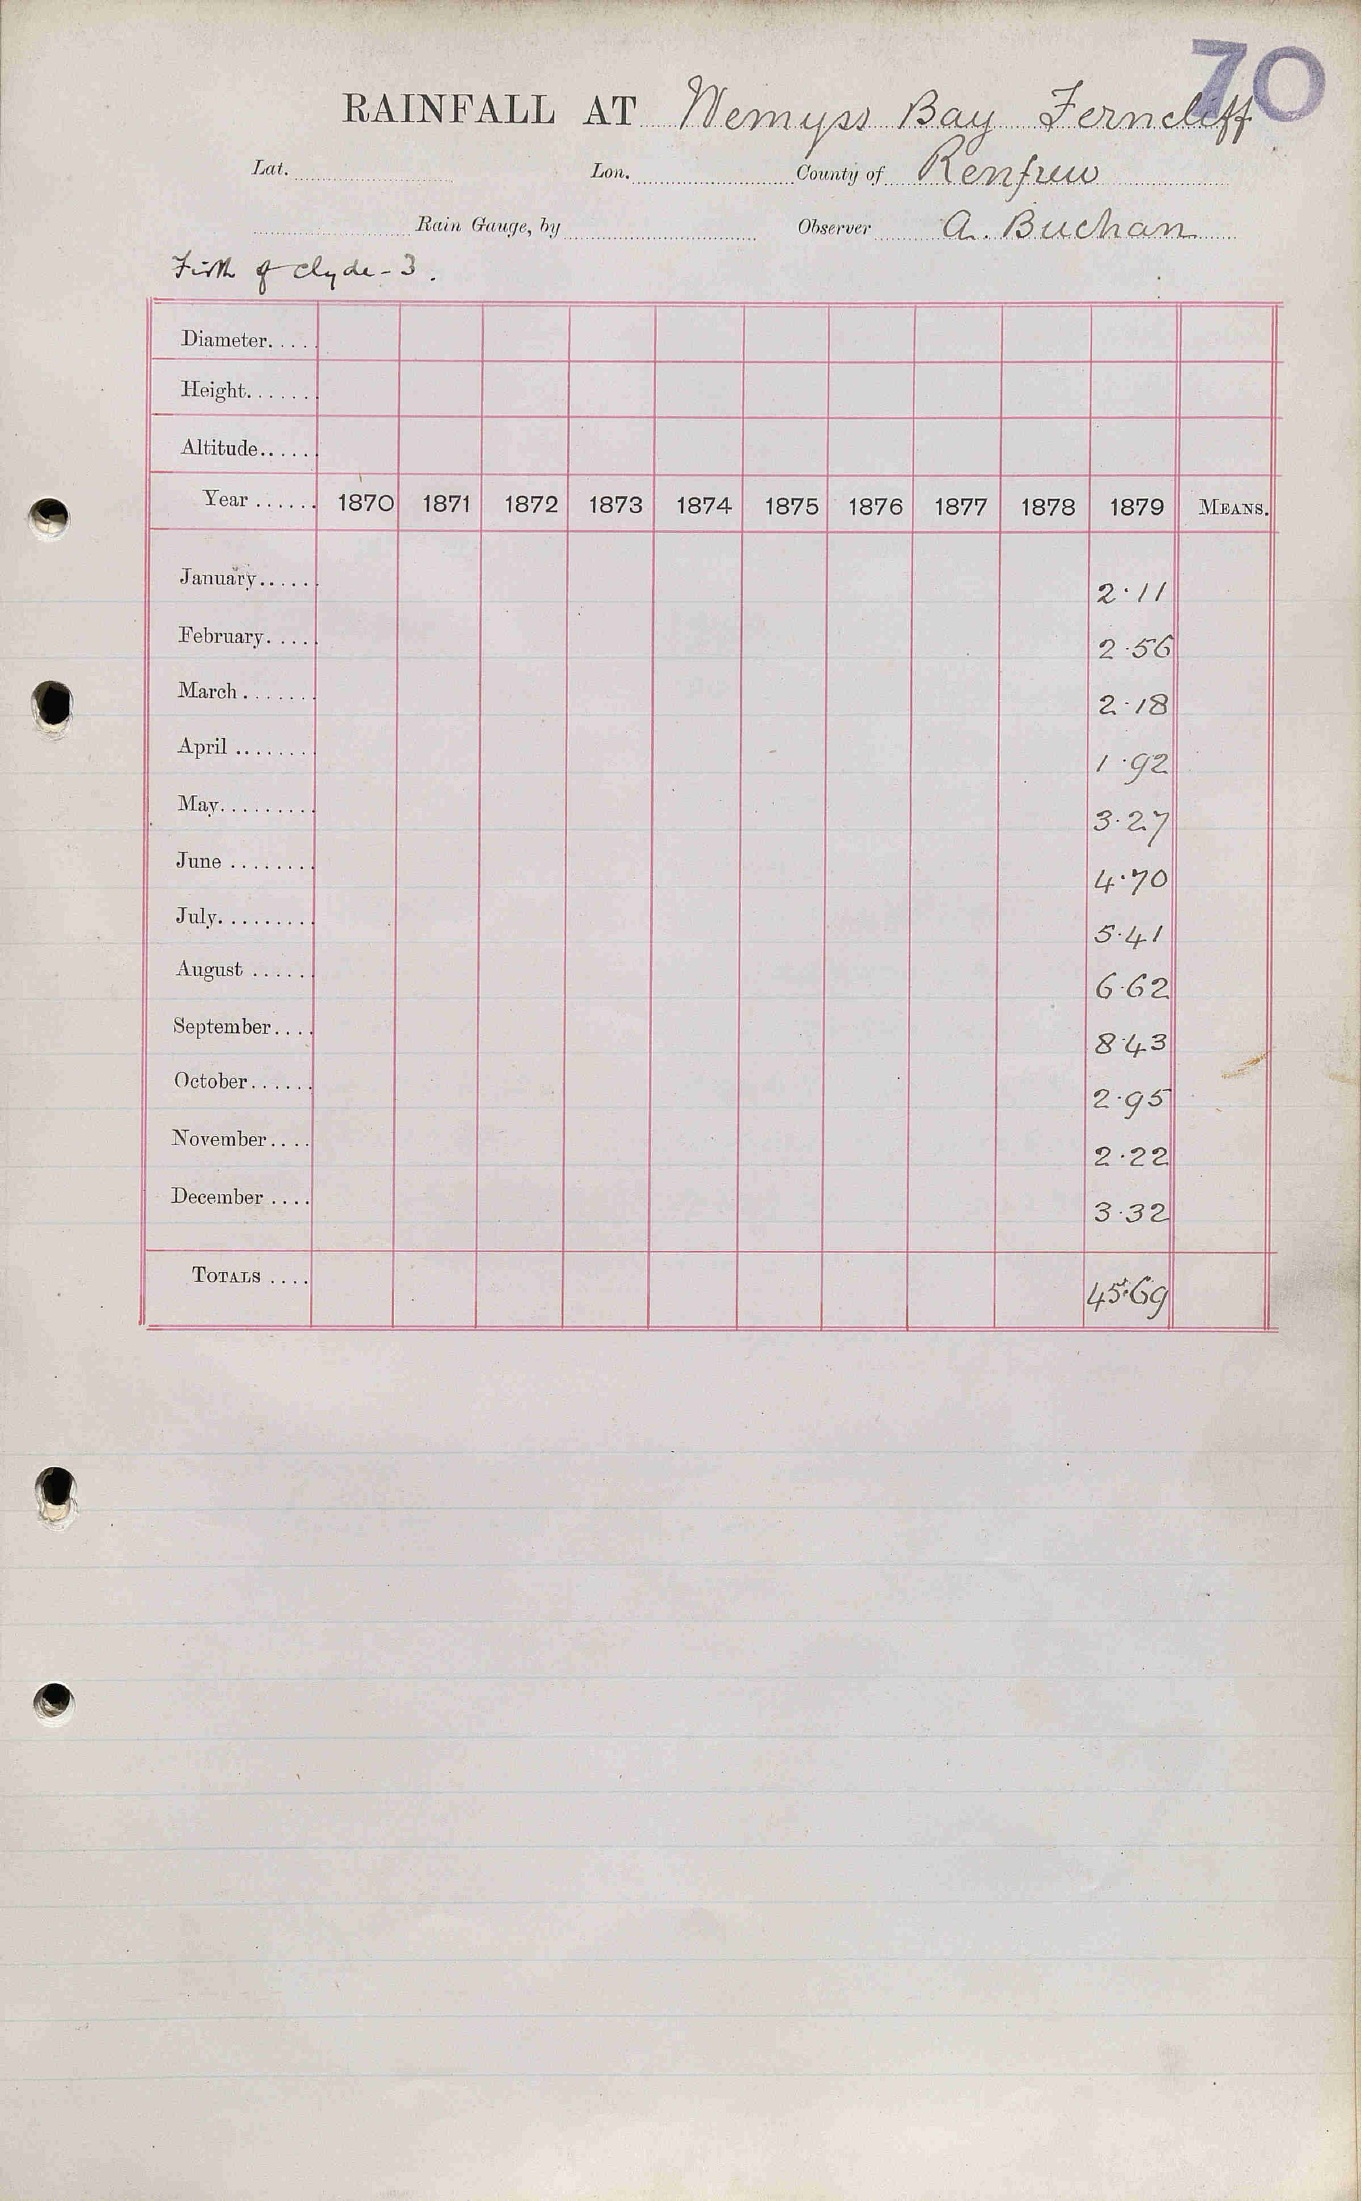 70
RAINFALL AT Wemyss Bay Ferncliff
Lat. Lon. County of Renfrew
Rain Gauge, by Observer A. Buchan
Firth of Clyde - 3.
Diameter.....
Height.......
Altitude.....
Year ...... 1870 1871 1872 1873 1874 1875 1876 1877 1878 1879 MEANS.
January...... 2.11
February..... 2.56
March....... 2.18
April ........ 1.92
May......... 3.27
June ........ 4.70
July......... 5.41
August ...... 6.62
September.... 8.43
October...... 2.95
November.... 2.22
December .... 3.32
TOTALS .... 45.69